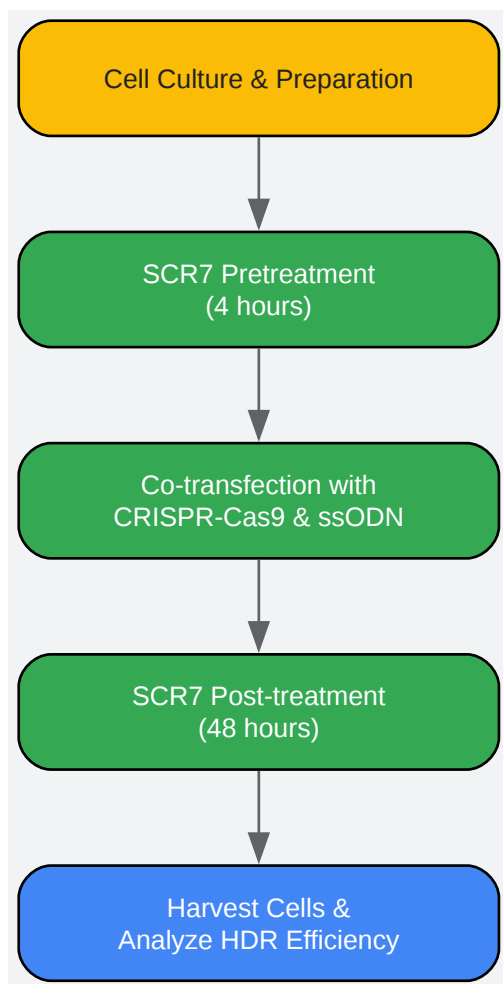 Cell Culture & Preparation
SCR7 Pretreatment
(4 hours)
Co-transfection with
CRISPR-Cas9 & ssODN
SCR7 Post-treatment
(48 hours)
Harvest Cells &
Analyze HDR Efficiency